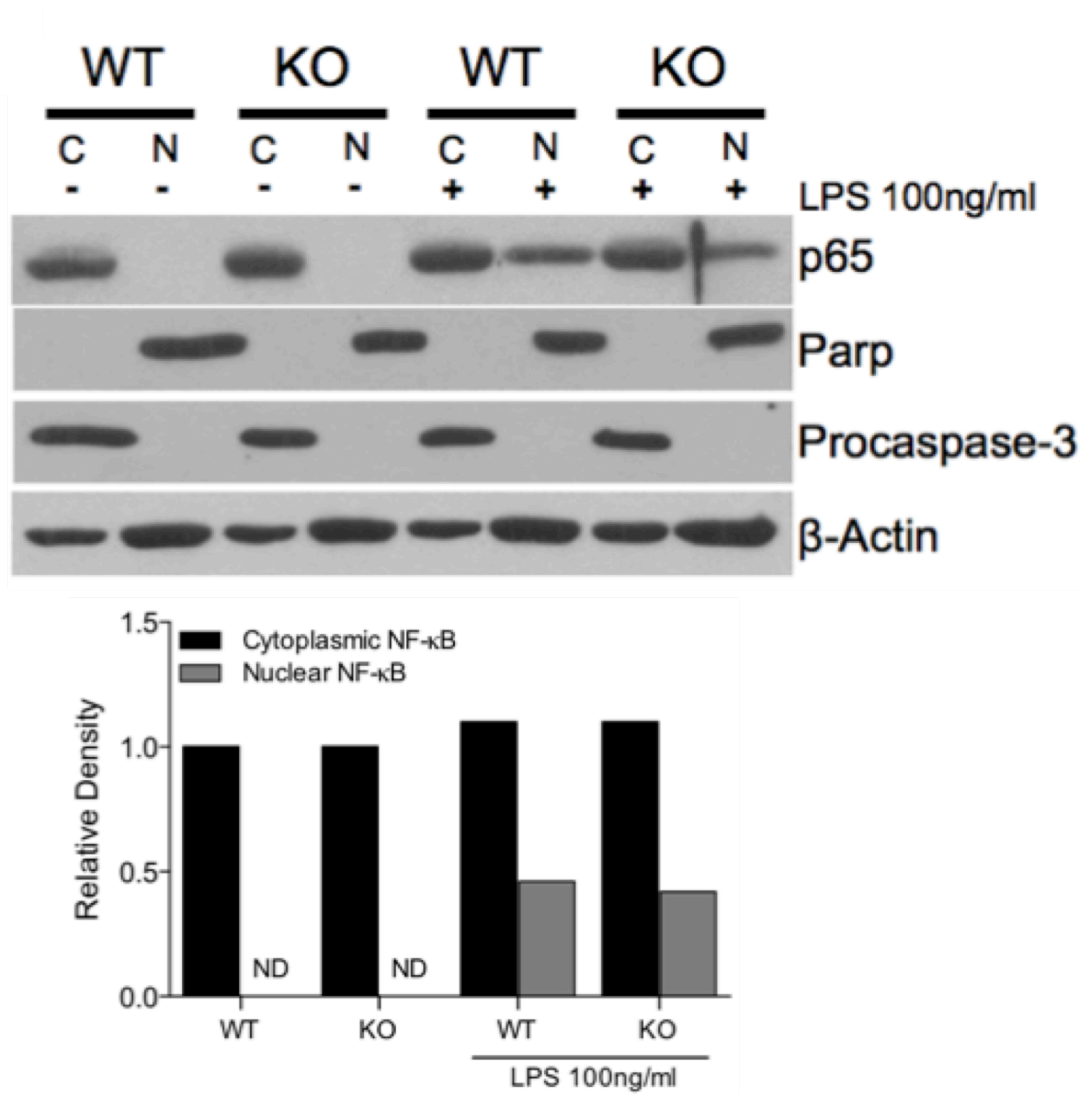 WT KO WT KO
C N C N C N C N
- - - - + + + + LPS 100ng/ml
p65
Parp
Procaspase-3
β-Actin
1.5
Cytoplasmic NF-κB
Nuclear NF-κB
1.0
Relative Density
0.5
ND ND
0.0
WT KO WT KO
LPS 100ng/ml